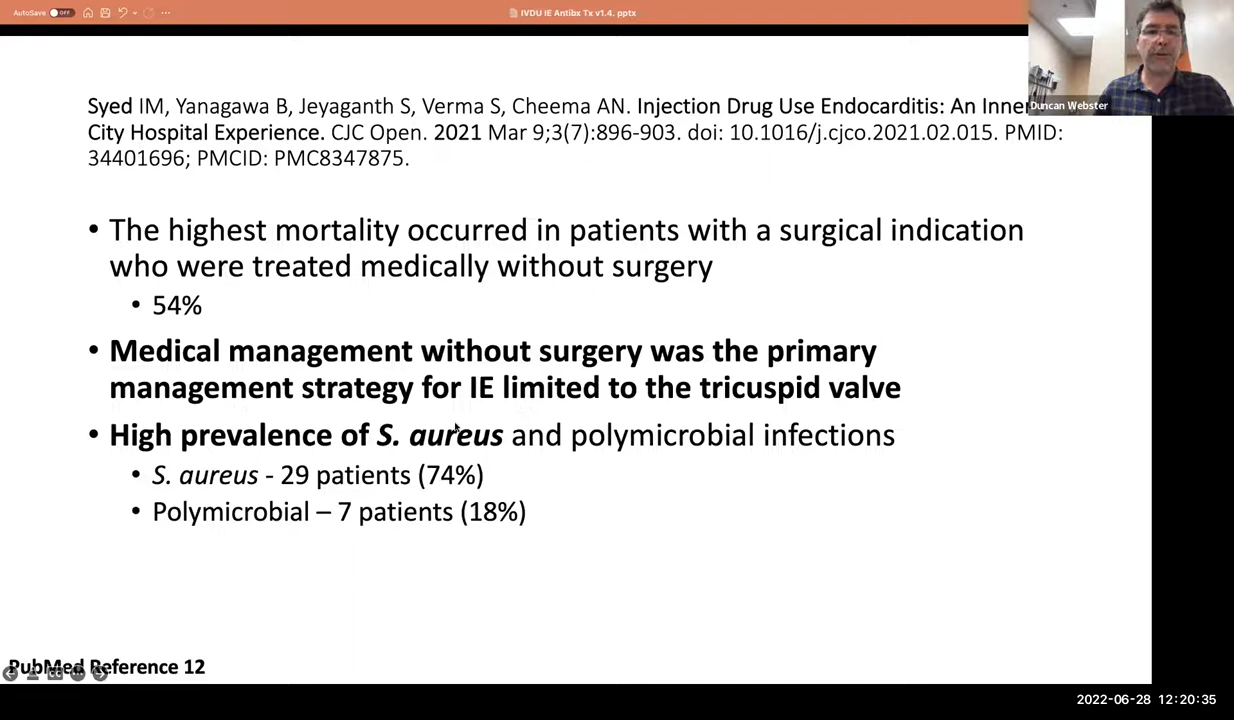 AutoSave OFF
IVDU IE Antibx Tx v1.4. pptx
Duncan Webster
Syed IM, Yanagawa B, Jeyaganth S, Verma S, Cheema AN. Injection Drug Use Endocarditis: An
City Hospital Experience. CJC Open. 2021 Mar 9;3(7):896-903. doi: 10.1016/j.cjco.2021.02.015. PMID:
34401696; PMCID: PMC8347875.
• The highest mortality occurred in patients with a surgical indication
who were treated medically without surgery
• 54%
• Medical management without surgery was the primary
management strategy for IE limited to the tricuspid valve
• High prevalence of S. aureus and polymicrobial infections
• S. aureus - 29 patients (74%)
• Polymicrobial – 7 patients (18%)
PubMed Reference 12
2022-06-28 12:20:35